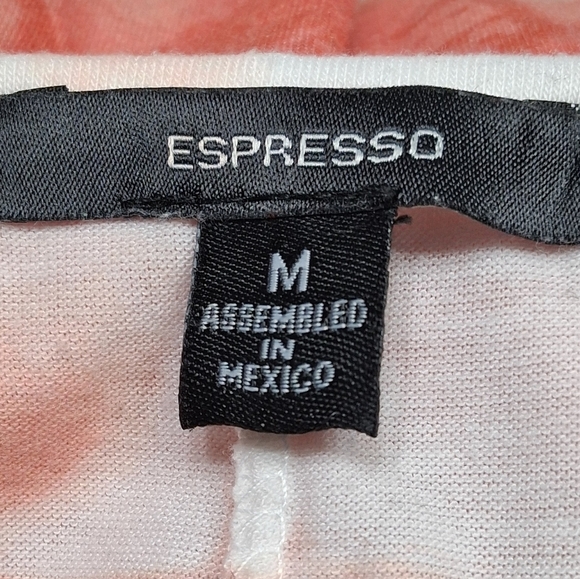 ESPRESSO
M
ASSEMBLED
IN
MEXICO